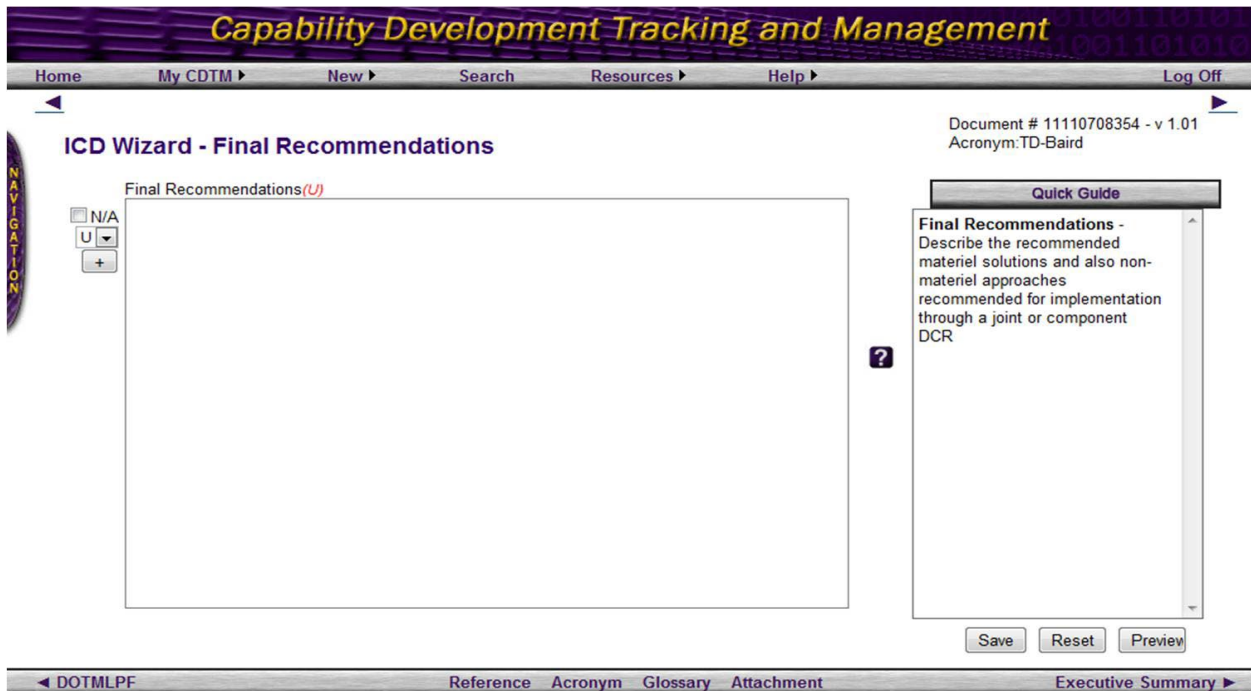 Capability Development Tracking and Management
Home My CDTM ▶ New ▶ Search Resources ▶ Help ▶ Log Off
◀ ▶
Document # 11110708354 - v 1.01
Acronym:TD-Baird
ICD Wizard - Final Recommendations
NAVIGATION
Final Recommendations(U)
N/A
U
+
?
Quick Guide
Final Recommendations -
Describe the recommended
materiel solutions and also non-
materiel approaches
recommended for implementation
through a joint or component
DCR
Save Reset Preview
◀ DOTMLPF Reference Acronym Glossary Attachment Executive Summary ▶